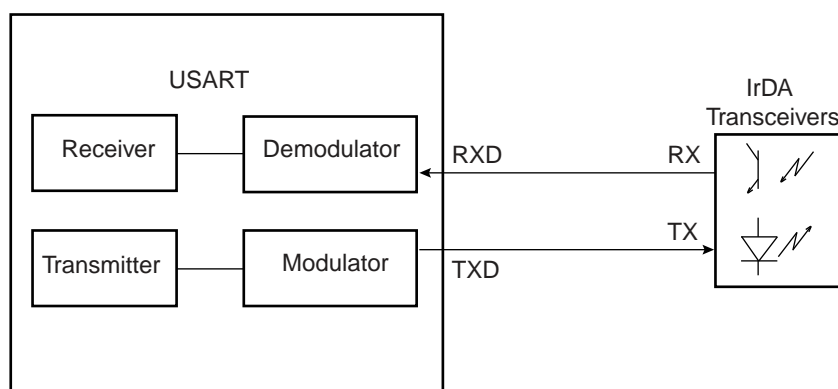 USART
IrDA
Transceivers
Receiver
Demodulator
RXD
RX
Transmitter
Modulator
TXD
TX